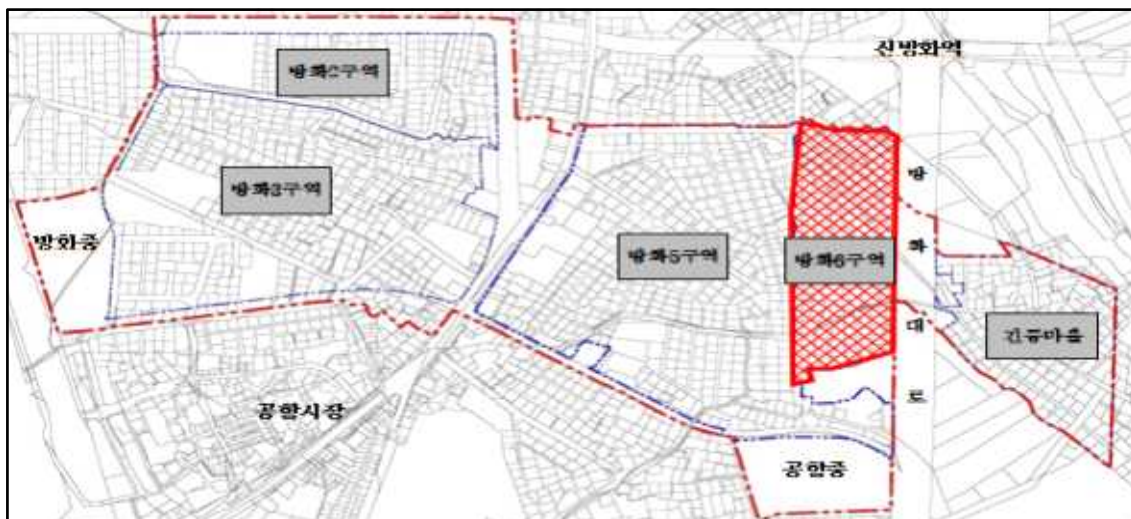 방화2구역
신방화역
방화3구역
방화중
방화5구역
방화6구역
방
화
대
로
긴등마을
공항시장
공항중